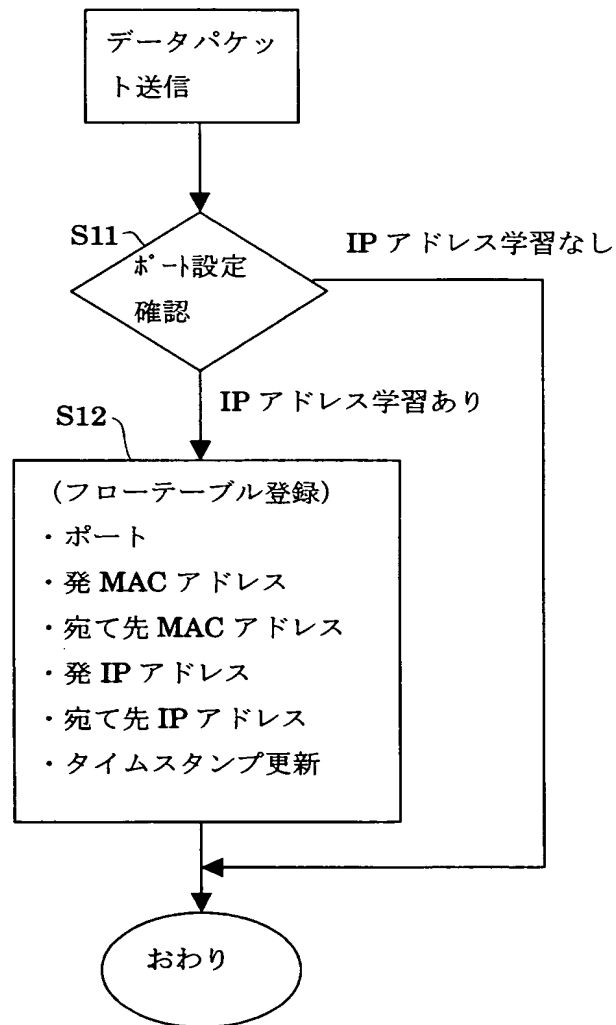 データパケッ
ト送信
S11
IP アドレス学習なし
ﾎﾟｰﾄ設定
確認
IP アドレス学習あり
S12
(フローテーブル登録)
・ポート
・発 MAC アドレス
・宛て先 MAC アドレス
・発 IP アドレス
・宛て先 IP アドレス
・タイムスタンプ更新
おわり